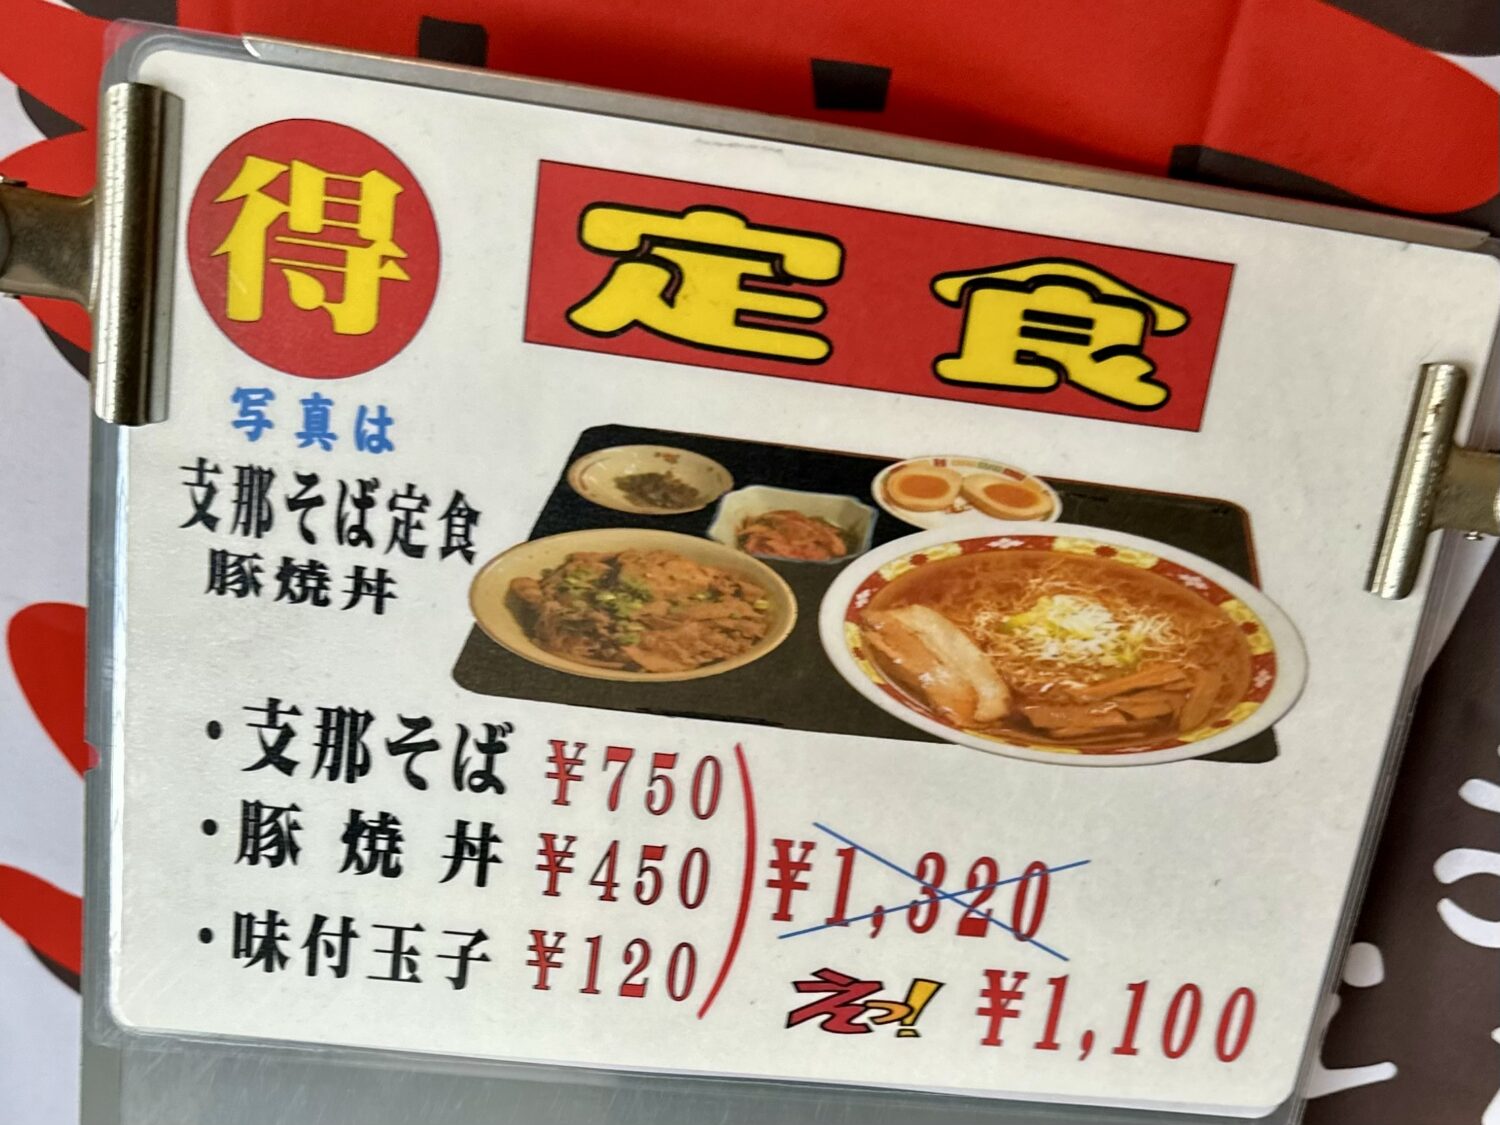 得 定食
写真は
支那そば定食
豚焼丼
・支那そば ¥750
・豚焼丼 ¥450
・味付玉子 ¥120
¥1,320
えっ! ¥1,100